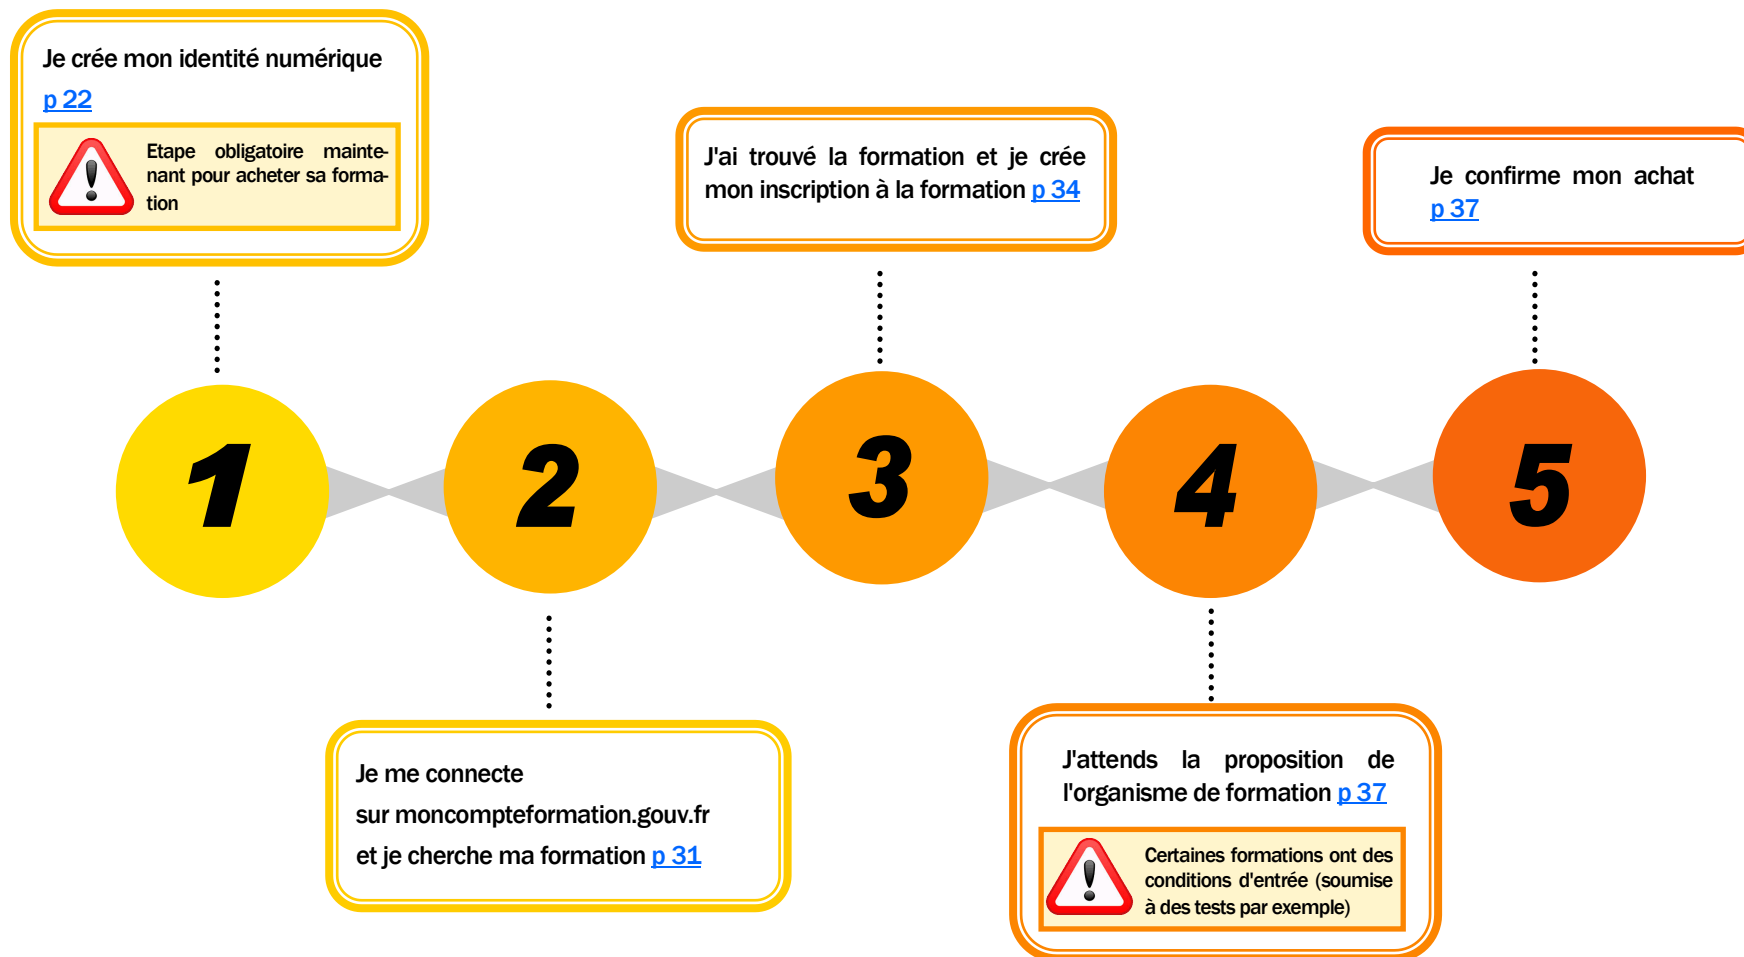 Je crée mon identité numérique
p 22
Etape obligatoire mainte-
nant pour acheter sa forma-
tion
J'ai trouvé la formation et je crée
mon inscription à la formation p 34
Je confirme mon achat
p 37
1
2
3
4
5
Je me connecte
sur moncompteformation.gouv.fr
et je cherche ma formation p 31
J'attends la proposition de
l'organisme de formation p 37
Certaines formations ont des
conditions d'entrée (soumise
à des tests par exemple)